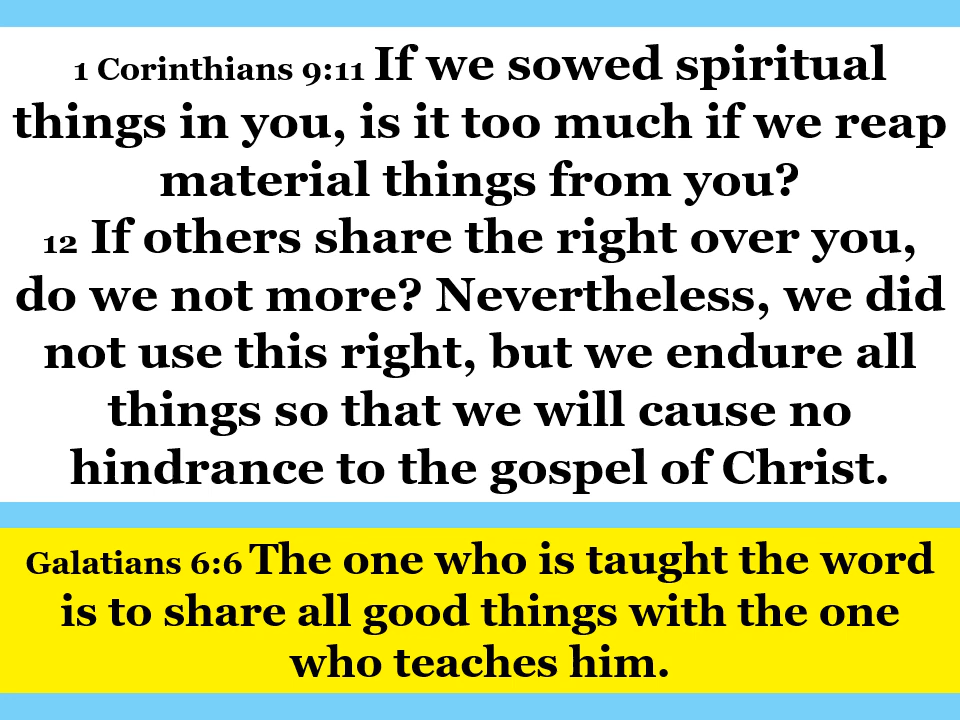 1 Corinthians 9:11 If we sowed spiritual
things in you, is it too much if we reap
material things from you?
12 If others share the right over you,
do we not more? Nevertheless, we did
not use this right, but we endure all
things so that we will cause no
hindrance to the gospel of Christ.
Galatians 6:6 The one who is taught the word
is to share all good things with the one
who teaches him.